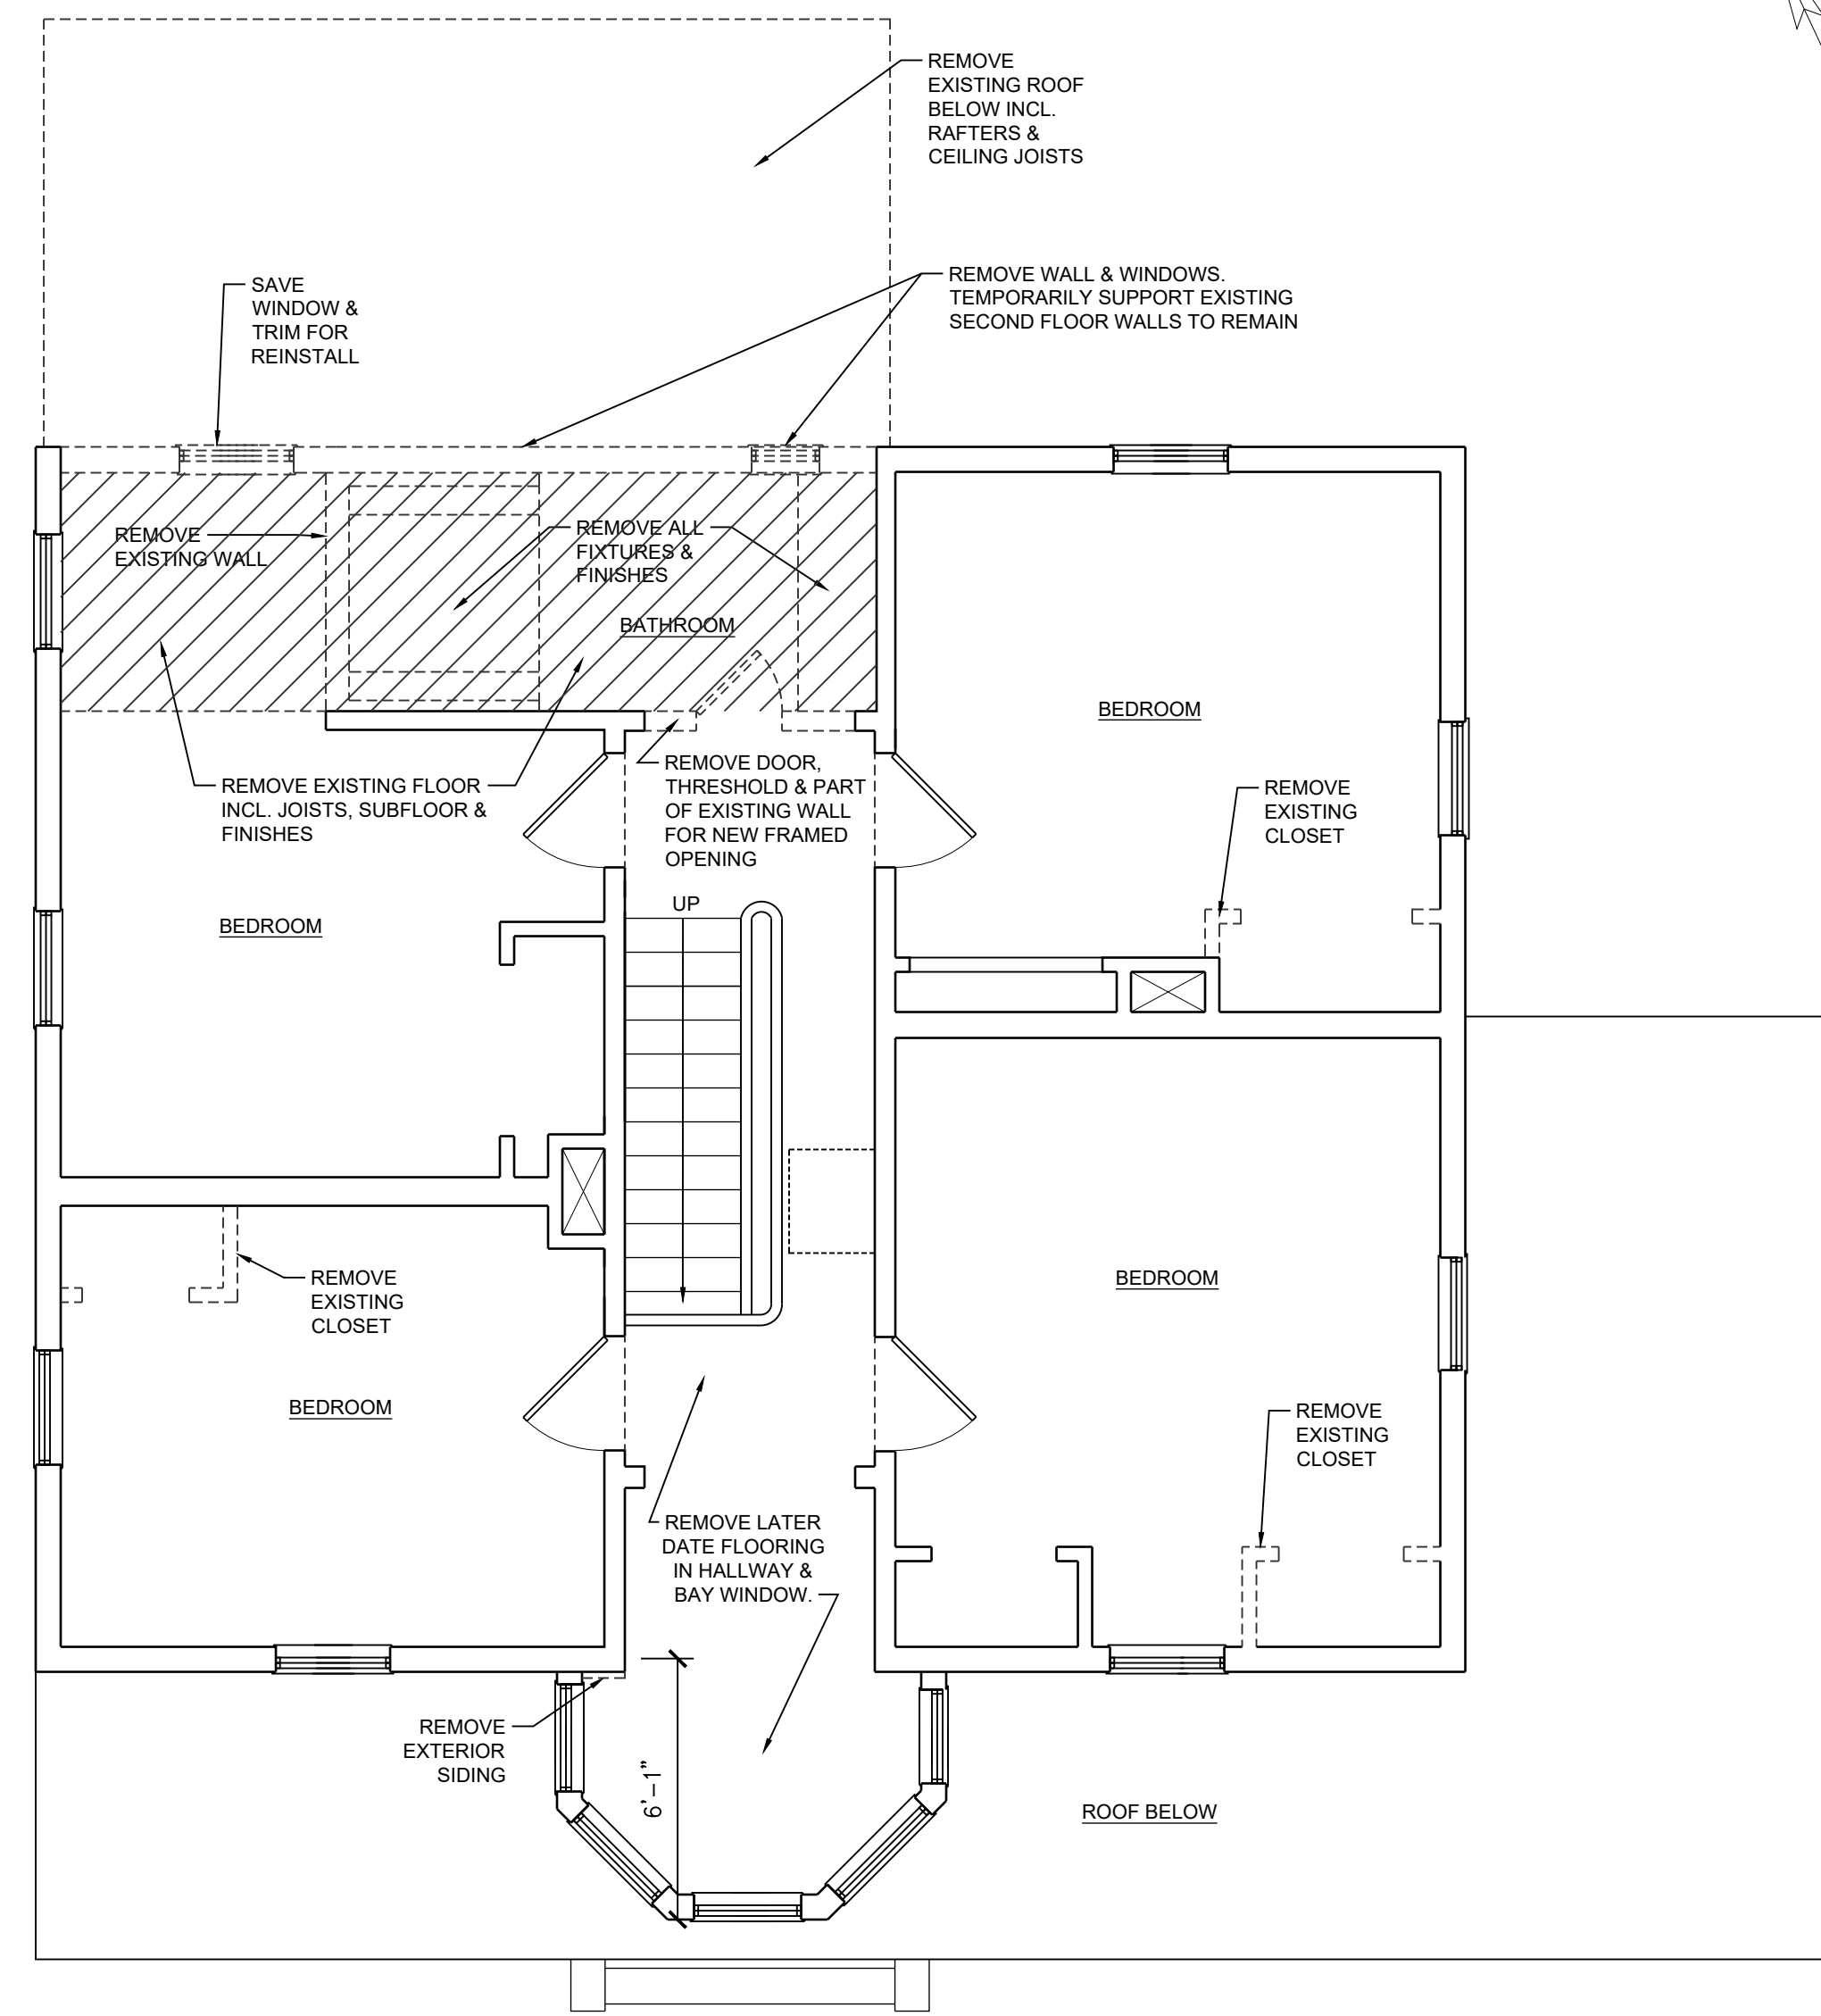 REMOVE
EXISTING ROOF
BELOW INCL.
RAFTERS &
CEILING JOISTS
SAVE
WINDOW &
TRIM FOR
REINSTALL
REMOVE WALL & WINDOWS.
TEMPORARILY SUPPORT EXISTING
SECOND FLOOR WALLS TO REMAIN
REMOVE
EXISTING WALL
REMOVE ALL
FIXTURES &
FINISHES
BATHROOM
BEDROOM
REMOVE EXISTING FLOOR
INCL. JOISTS, SUBFLOOR &
FINISHES
REMOVE DOOR,
THRESHOLD & PART
OF EXISTING WALL
FOR NEW FRAMED
OPENING
REMOVE
EXISTING
CLOSET
UP
BEDROOM
REMOVE
EXISTING
CLOSET
BEDROOM
BEDROOM
REMOVE
EXISTING
CLOSET
REMOVE LATER
DATE FLOORING
IN HALLWAY &
BAY WINDOW.
REMOVE
EXTERIOR
SIDING
6'-1"
ROOF BELOW